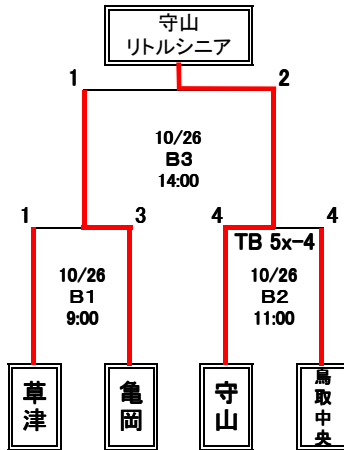 守山
リトルシニア
1 2
10/26
B3
14:00
1 3 4 4
TB 5x-4
10/26
B1
9:00
10/26
B2
11:00
草津
亀岡
守山
鳥取中央